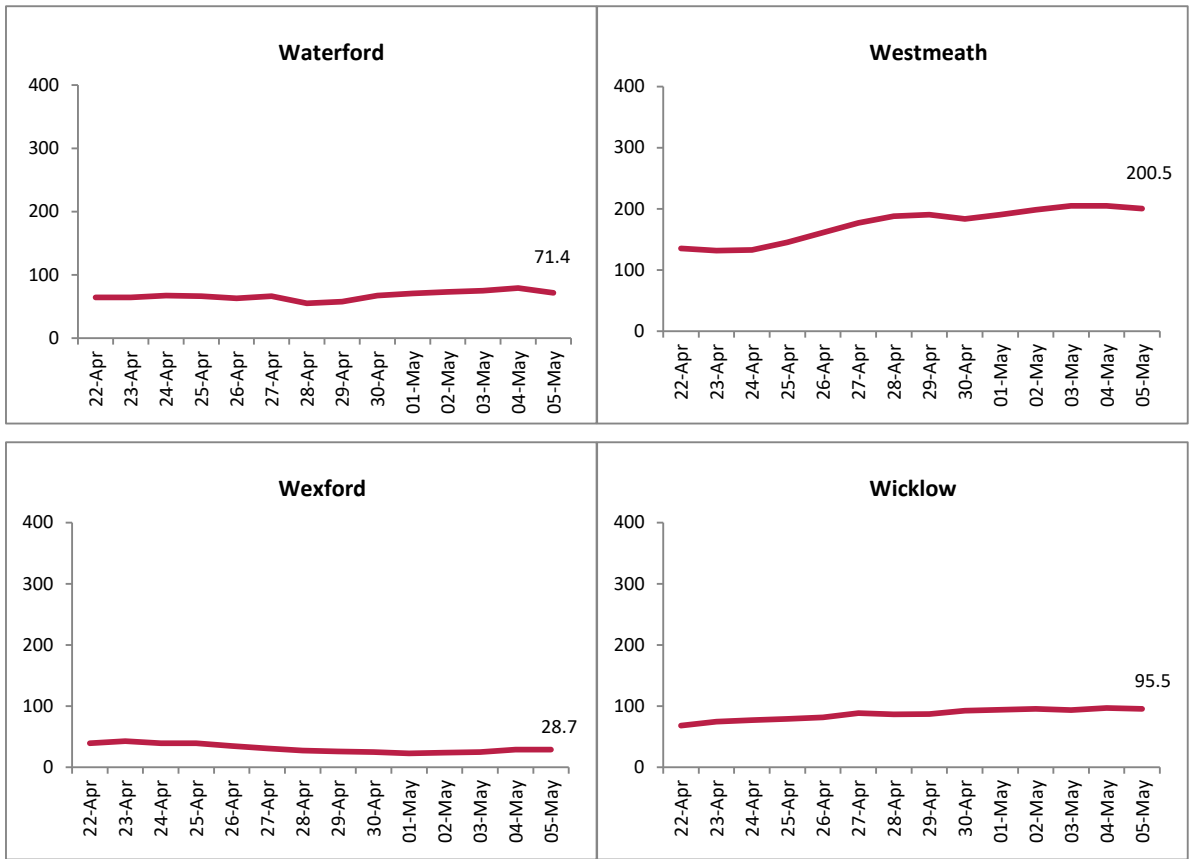 Waterford
400
300
200
100
0
71.4
22-Apr
23-Apr
24-Apr
25-Apr
26-Apr
27-Apr
28-Apr
29-Apr
30-Apr
01-May
02-May
03-May
04-May
05-May
Westmeath
400
300
200
100
0
200.5
22-Apr
23-Apr
24-Apr
25-Apr
26-Apr
27-Apr
28-Apr
29-Apr
30-Apr
01-May
02-May
03-May
04-May
05-May
Wexford
400
300
200
100
0
28.7
22-Apr
23-Apr
24-Apr
25-Apr
26-Apr
27-Apr
28-Apr
29-Apr
30-Apr
01-May
02-May
03-May
04-May
05-May
Wicklow
400
300
200
100
0
95.5
22-Apr
23-Apr
24-Apr
25-Apr
26-Apr
27-Apr
28-Apr
29-Apr
30-Apr
01-May
02-May
03-May
04-May
05-May